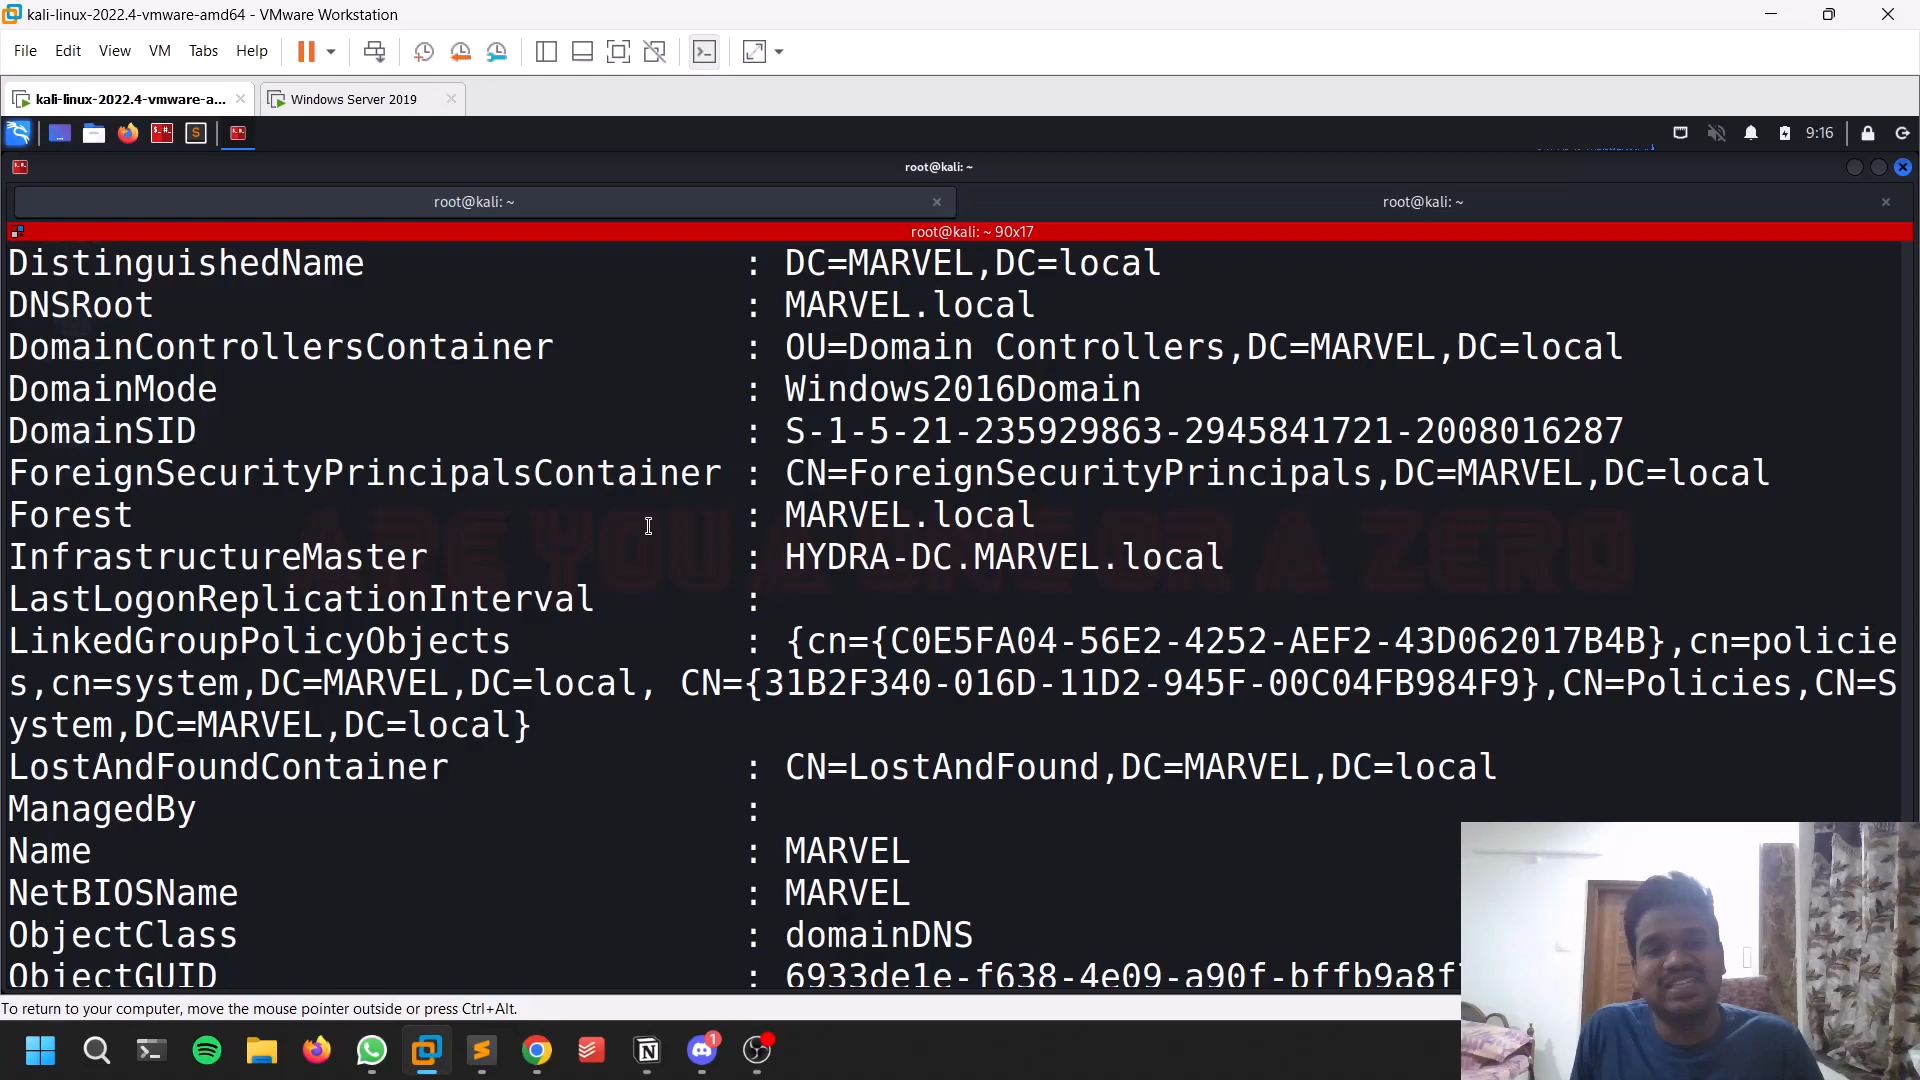 kali-linux-2022.4-vmware-amd64 - VMware Workstation
File Edit View VM Tabs Help
kali-linux-2022.4-vmware-a... Windows Server 2019
9:16
root@kali: ~
root@kali: ~ root@kali: ~
root@kali: ~ 90x17
DistinguishedName : DC=MARVEL,DC=local
DNSRoot : MARVEL.local
DomainControllersContainer : OU=Domain Controllers,DC=MARVEL,DC=local
DomainMode : Windows2016Domain
DomainSID : S-1-5-21-235929863-2945841721-2008016287
ForeignSecurityPrincipalsContainer : CN=ForeignSecurityPrincipals,DC=MARVEL,DC=local
Forest : MARVEL.local
ARE YOU A ONE OR A ZERO
InfrastructureMaster : HYDRA-DC.MARVEL.local
LastLogonReplicationInterval :
LinkedGroupPolicyObjects : {cn={C0E5FA04-56E2-4252-AEF2-43D062017B4B},cn=policie
s,cn=system,DC=MARVEL,DC=local, CN={31B2F340-016D-11D2-945F-00C04FB984F9},CN=Policies,CN=S
ystem,DC=MARVEL,DC=local}
LostAndFoundContainer : CN=LostAndFound,DC=MARVEL,DC=local
ManagedBy :
Name : MARVEL
NetBIOSName : MARVEL
ObjectClass : domainDNS
ObjectGUID : 6933de1e-f638-4e09-a90f-bffb9a8f
To return to your computer, move the mouse pointer outside or press Ctrl+Alt.
1